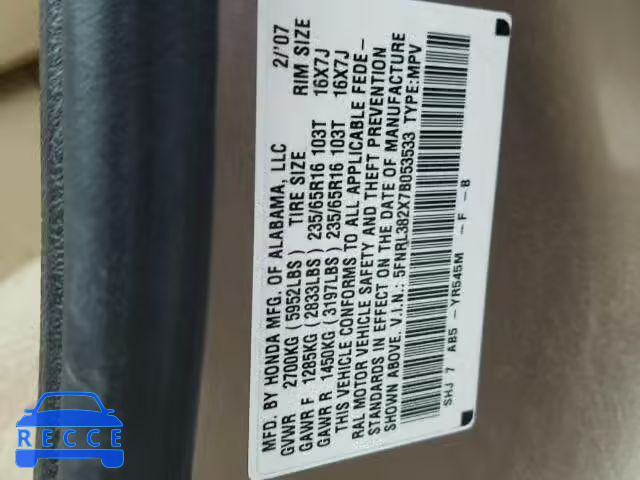 MFD. BY HONDA MFG. OF ALABAMA, LLC 2/'07
GVWR 2700KG (5952LBS) TIRE SIZE RIM SIZE
GAWR F 1285KG (2833LBS) 235/65R16 103T 16X7J
GAWR R 1450KG (3197LBS) 235/65R16 103T 16X7J
THIS VEHICLE CONFORMS TO ALL APPLICABLE FEDE-
RAL MOTOR VEHICLE SAFETY AND THEFT PREVENTION
STANDARDS IN EFFECT ON THE DATE OF MANUFACTURE
SHOWN ABOVE. V.I.N.: 5FNRL382X7B053533 TYPE:MPV
SHJ 7 AB5 - YR545M - F - B
RECCE